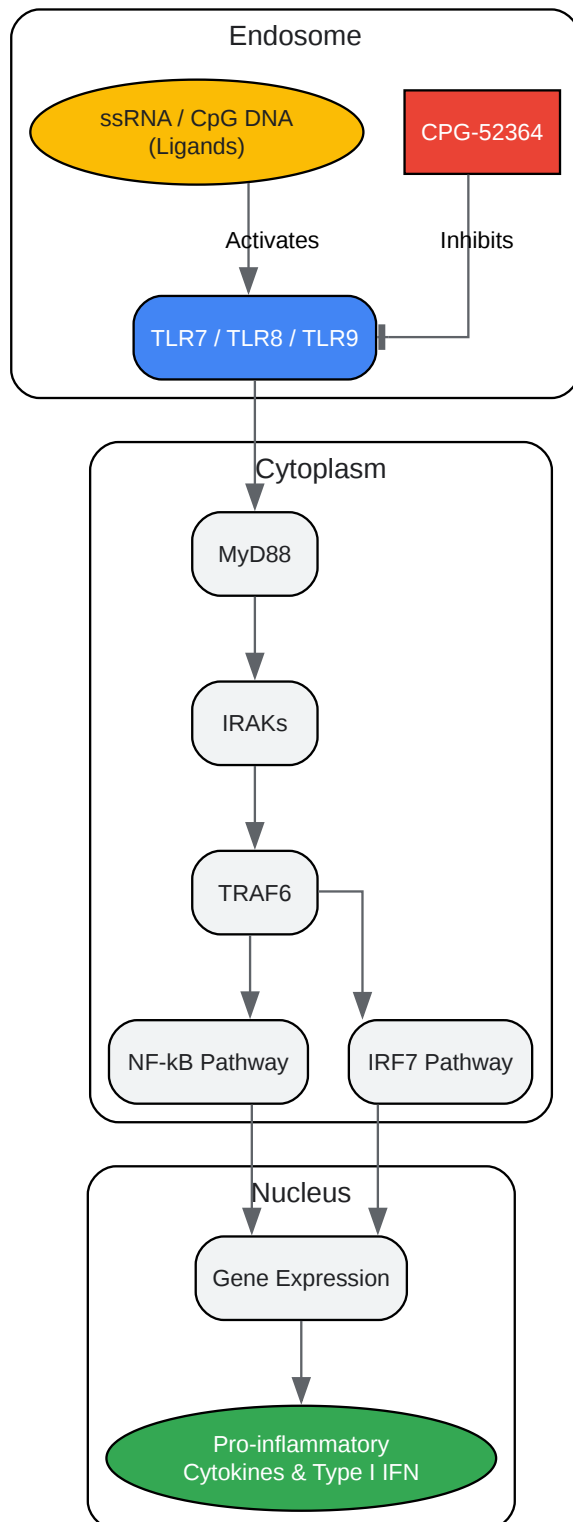 Endosome
ssRNA / CpG DNA
(Ligands)
CPG-52364
Activates
Inhibits
TLR7 / TLR8 / TLR9
Cytoplasm
MyD88
IRAKs
TRAF6
NF-kB Pathway
IRF7 Pathway
Nucleus
Gene Expression
Pro-inflammatory
Cytokines & Type I IFN